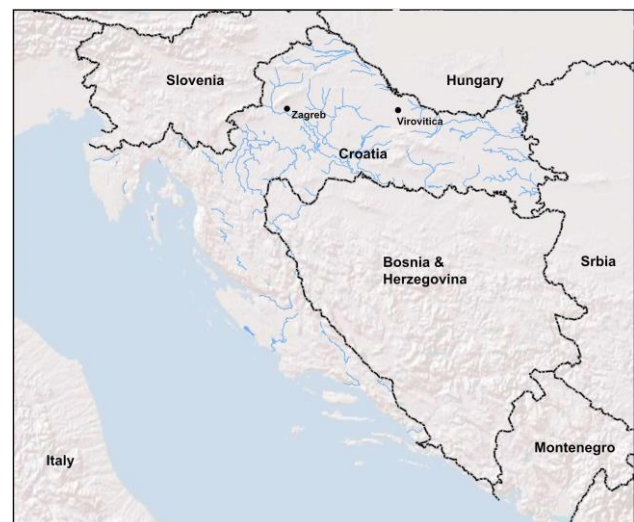 Slovenia
Hungary
Zagreb
Virovitica
Croatia
Bosnia &
Herzegovina
Srbia
Montenegro
Italy